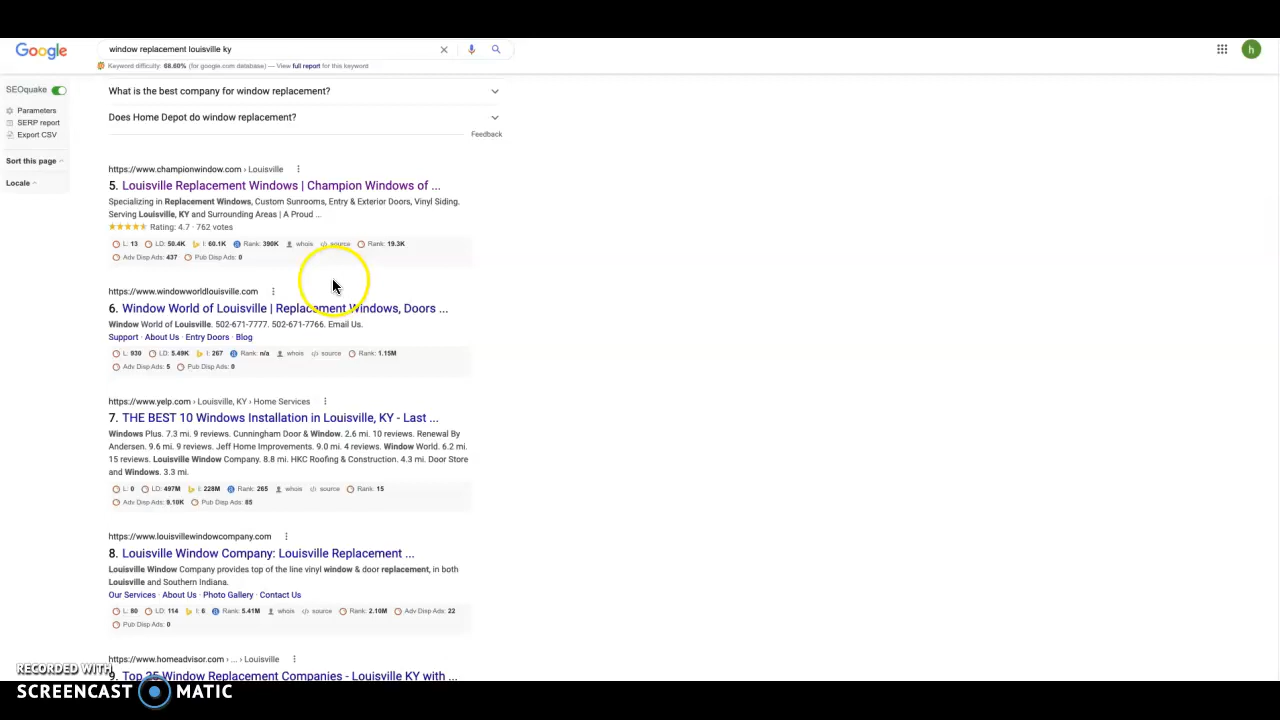 Google
window replacement louisville ky
Keyword difficulty: 68.60% (for google.com database) — View full report for this keyword
h
SEOquake
Parameters
SERP report
Export CSV
Sort this page
Locale
What is the best company for window replacement?
Does Home Depot do window replacement?
Feedback
https://www.championwindow.com › Louisville
5. Louisville Replacement Windows | Champion Windows of ...
Specializing in Replacement Windows, Custom Sunrooms, Entry & Exterior Doors, Vinyl Siding.
Serving Louisville, KY and Surrounding Areas | A Proud ...
Rating: 4.7 · 762 votes
L: 13 LD: 50.4K I: 60.1K Rank: 390K whois source Rank: 19.3K
Adv Disp Ads: 437 Pub Disp Ads: 0
https://www.windowworldlouisville.com
6. Window World of Louisville | Replacement Windows, Doors ...
Window World of Louisville. 502-671-7777. 502-671-7766. Email Us.
Support · About Us · Entry Doors · Blog
L: 930 LD: 5.49K I: 267 Rank: n/a whois source Rank: 1.15M
Adv Disp Ads: 5 Pub Disp Ads: 0
https://www.yelp.com › Louisville, KY › Home Services
7. THE BEST 10 Windows Installation in Louisville, KY - Last ...
Windows Plus. 7.3 mi. 9 reviews. Cunningham Door & Window. 2.6 mi. 10 reviews. Renewal By
Andersen. 9.6 mi. 9 reviews. Jeff Home Improvements. 9.0 mi. 4 reviews. Window World. 6.2 mi.
15 reviews. Louisville Window Company. 8.8 mi. HKC Roofing & Construction. 4.3 mi. Door Store
and Windows. 3.3 mi.
L: 0 LD: 497M I: 228M Rank: 265 whois source Rank: 15
Adv Disp Ads: 9.10K Pub Disp Ads: 85
https://www.louisvillewindowcompany.com
8. Louisville Window Company: Louisville Replacement ...
Louisville Window Company provides top of the line vinyl window & door replacement, in both
Louisville and Southern Indiana.
Our Services · About Us · Photo Gallery · Contact Us
L: 80 LD: 114 I: 6 Rank: 5.41M whois source Rank: 2.10M Adv Disp Ads: 22
Pub Disp Ads: 0
https://www.homeadvisor.com › ... › Louisville
9. Top 25 Window Replacement Companies - Louisville KY with ...
RECORDED WITH
SCREENCAST MATIC